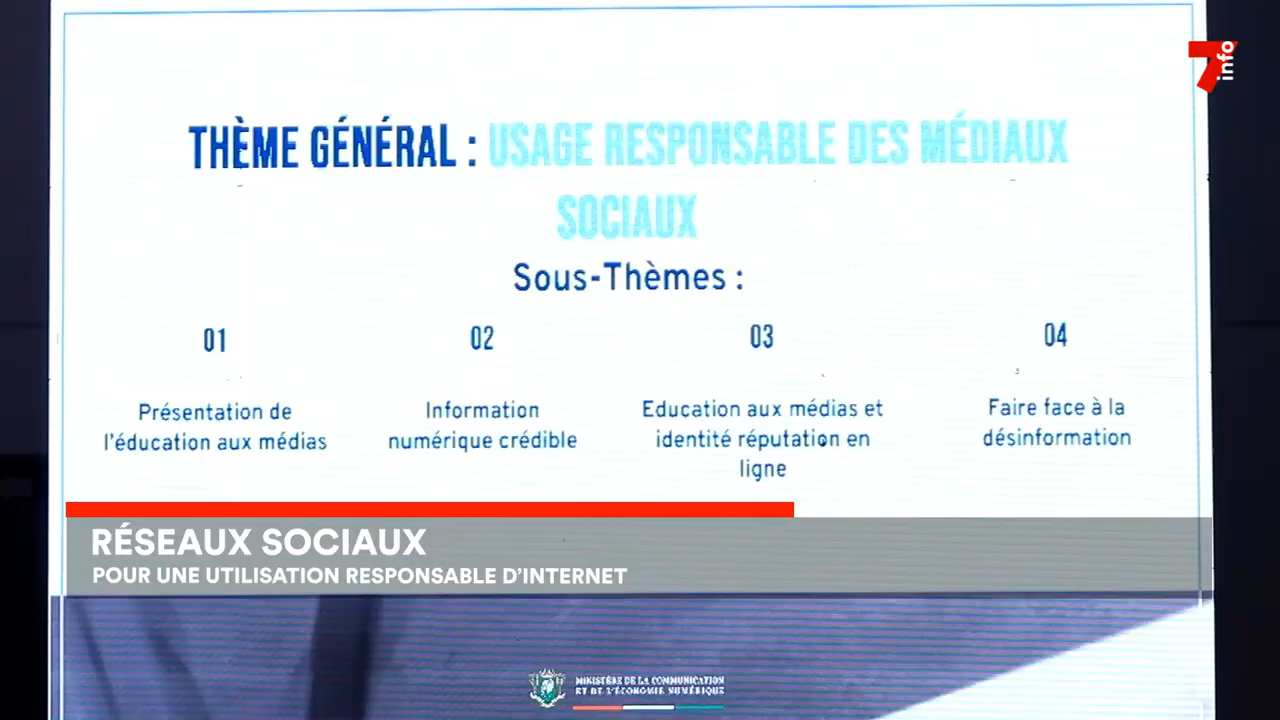 7 info
THÈME GÉNÉRAL : USAGE RESPONSABLE DES MÉDIAUX
SOCIAUX
Sous-Thèmes :
01
02
03
04
Présentation de
l'éducation aux médias
Information
numérique crédible
Education aux médias et
identité réputation en
ligne
Faire face à la
désinformation
RÉSEAUX SOCIAUX
POUR UNE UTILISATION RESPONSABLE D'INTERNET
MINISTÈRE DE LA COMMUNICATION
ET DE L'ÉCONOMIE NUMÉRIQUE